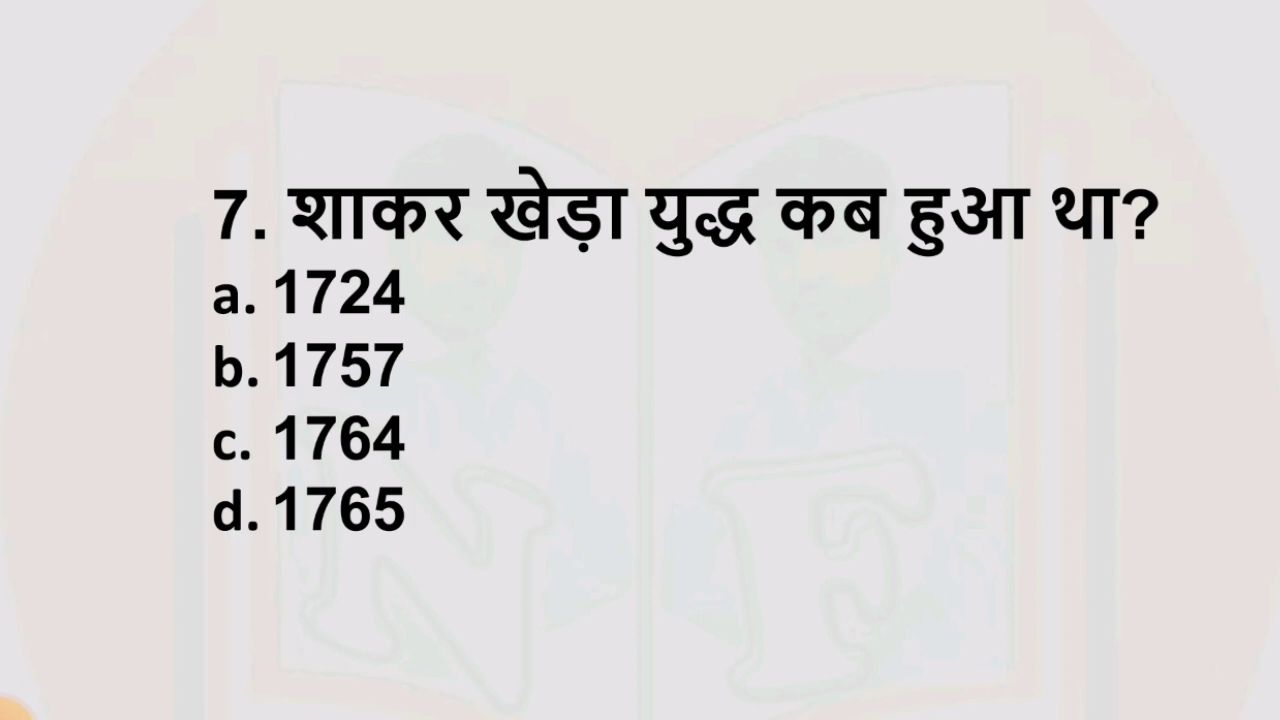 7. शाकर खेड़ा युद्ध कब हुआ था?
a. 1724
b. 1757
c. 1764
d. 1765
N F